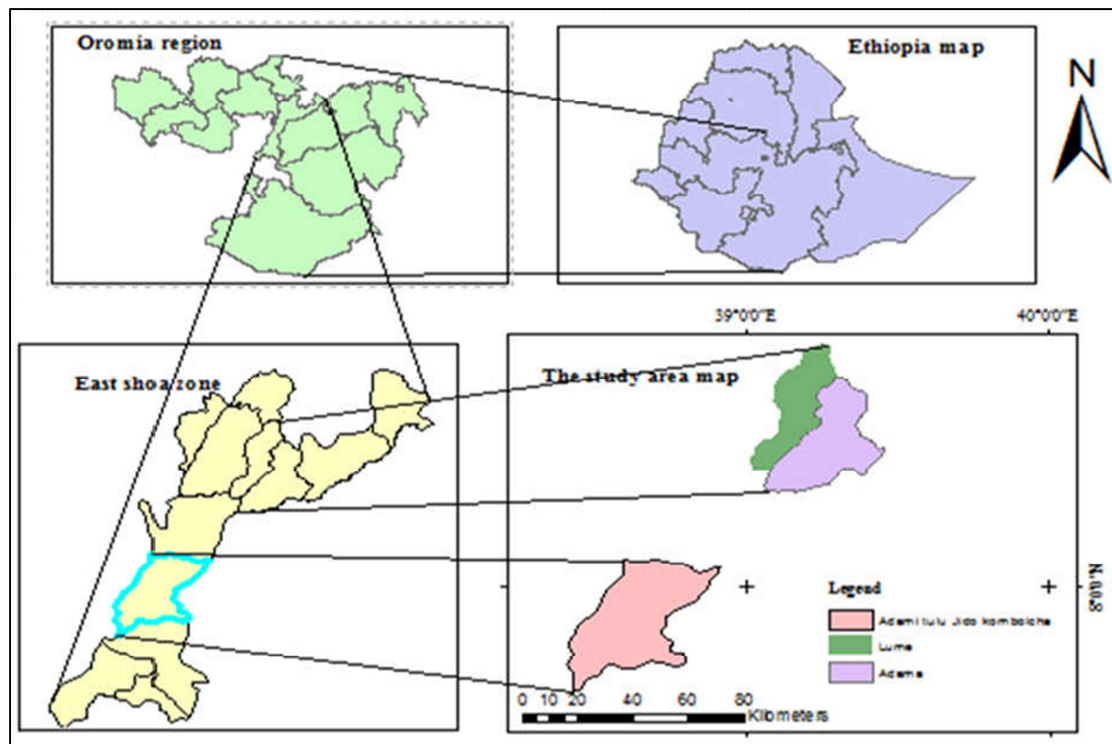 Oromia region
Ethiopia map
N
39°0'0"E
40°0'0"E
East shoa zone
The study area map
8°0'0"N
Legend
Adami tulu Jido kombolcha
Lume
Adama
0 10 20 40 60 80
Kilometers